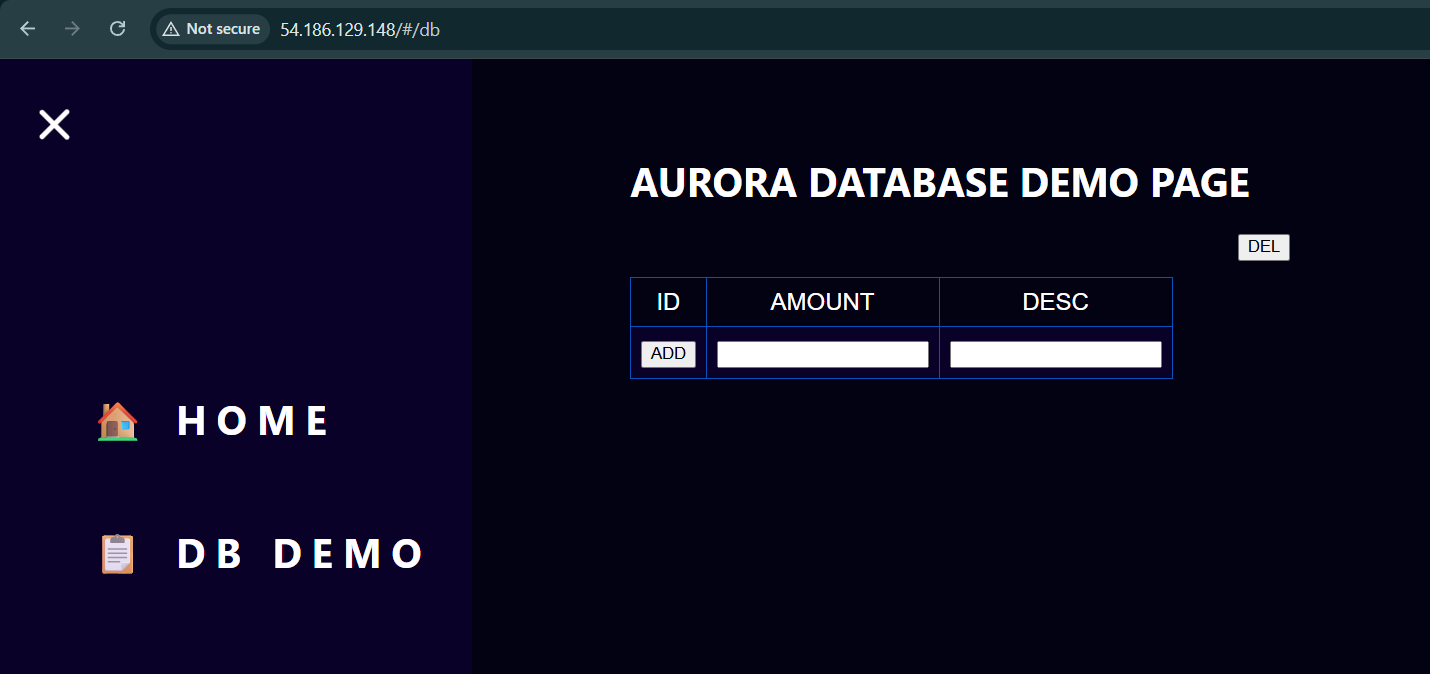 Not secure 54.186.129.148/#/db
AURORA DATABASE DEMO PAGE
DEL
ID AMOUNT DESC
ADD
HOME
DB DEMO